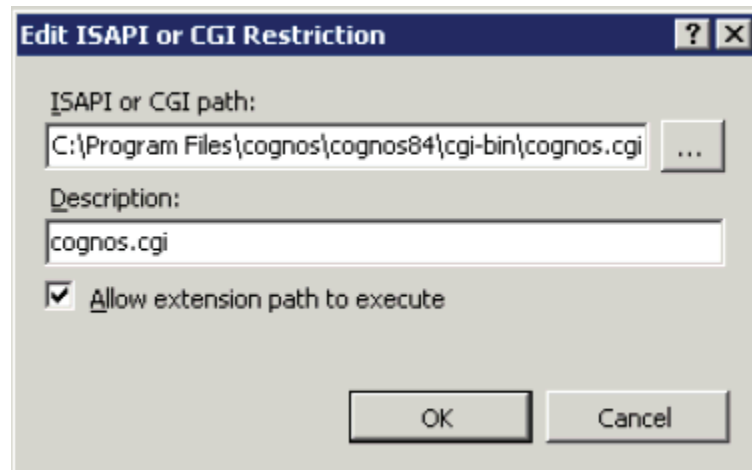 Edit ISAPI or CGI Restriction
ISAPI or CGI path:
C:\Program Files\cognos\cognos84\cgi-bin\cognos.cgi
...
Description:
cognos.cgi
Allow extension path to execute
OK Cancel